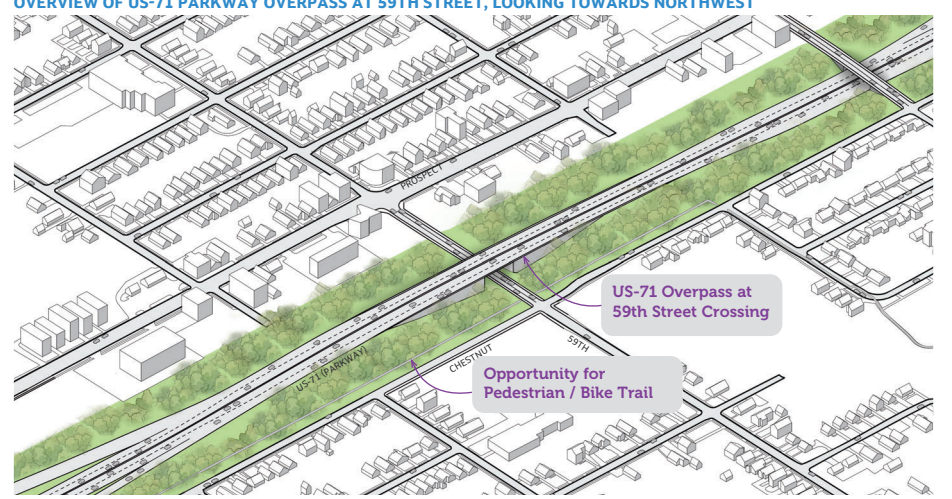 OVERVIEW OF US-71 PARKWAY OVERPASS AT 59TH STREET, LOOKING TOWARDS NORTHWEST
PROSPECT
US-71 Overpass at
59th Street Crossing
59TH
CHESTNUT
US-71 (PARKWAY)
Opportunity for
Pedestrian / Bike Trail